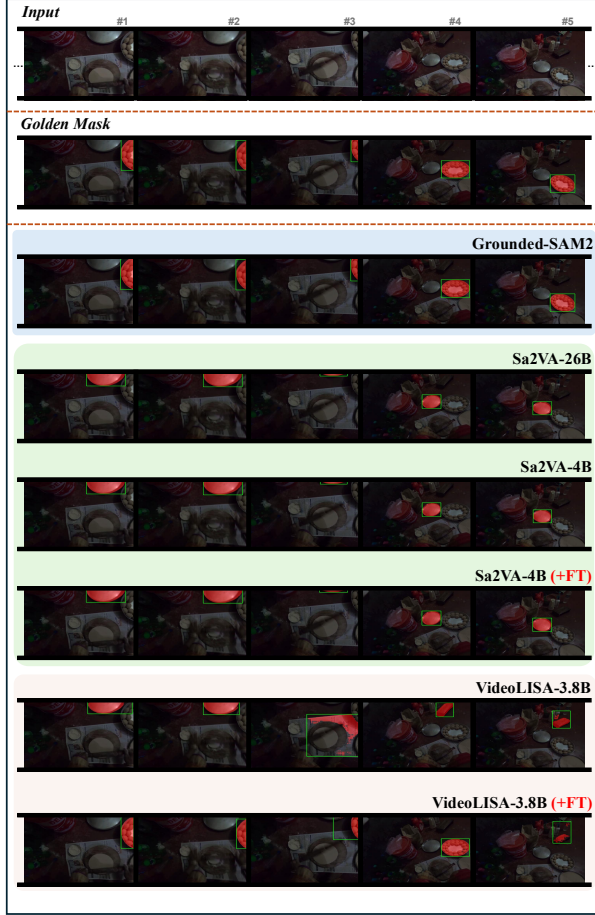 Input
#1 #2 #3 #4 #5
... ...
Golden Mask
Grounded-SAM2
Sa2VA-26B
Sa2VA-4B
Sa2VA-4B (+FT)
VideoLISA-3.8B
VideoLISA-3.8B (+FT)